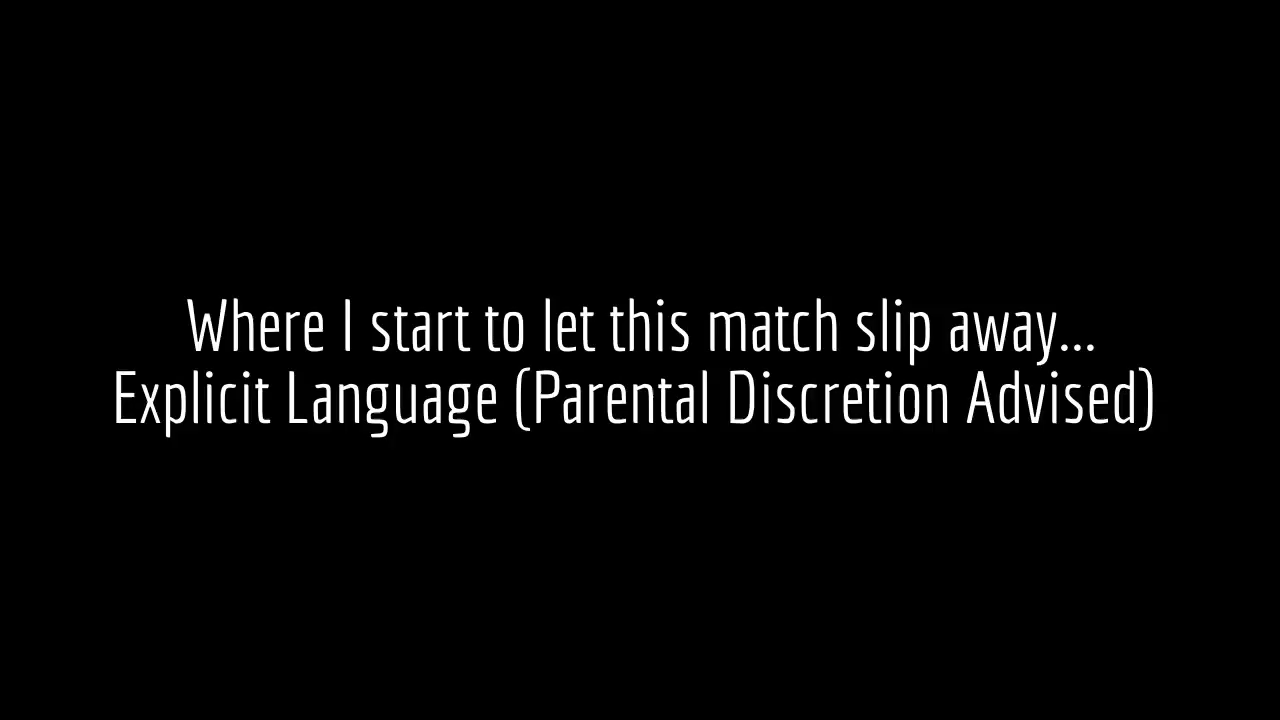 Where I start to let this match slip away...
Explicit Language (Parental Discretion Advised)